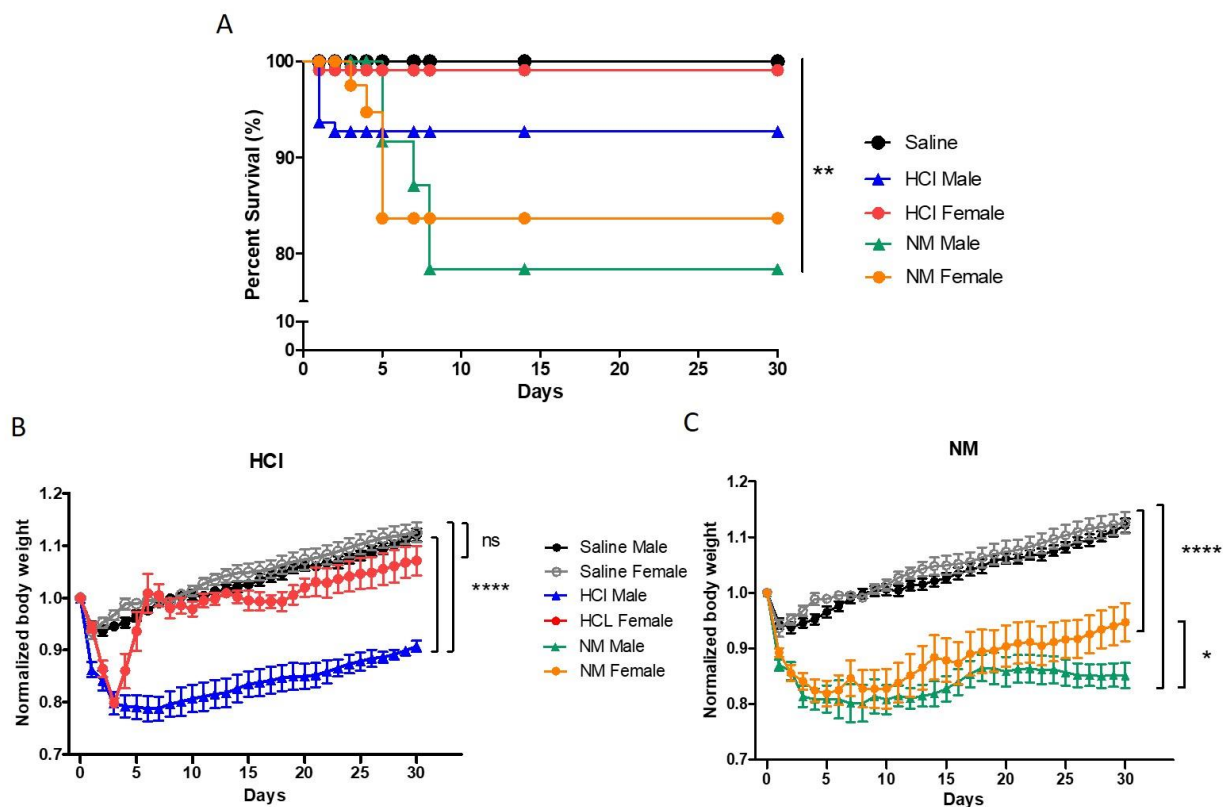 A
Percent Survival (%)
100
90
80
10
0
0 5 10 15 20 25 30
Days
**
Saline
HCl Male
HCl Female
NM Male
NM Female
B
HCl
Normalized body weight
1.2
1.1
1.0
0.9
0.8
0.7
0 5 10 15 20 25 30
Days
ns
****
Saline Male
Saline Female
HCl Male
HCL Female
NM Male
NM Female
C
NM
Normalized body weight
1.2
1.1
1.0
0.9
0.8
0.7
0 5 10 15 20 25 30
Days
****
*